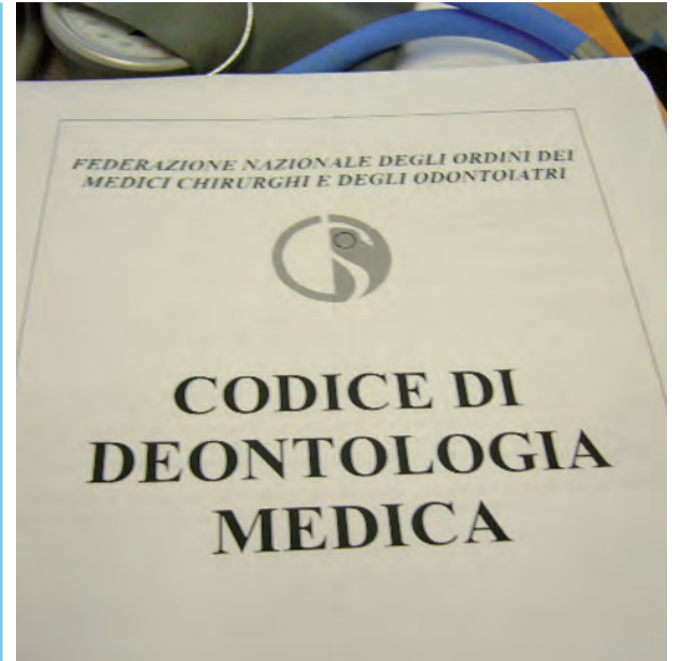 FEDERAZIONE NAZIONALE DEGLI ORDINI DEI
MEDICI CHIRURGHI E DEGLI ODONTOIATRI
CODICE DI
DEONTOLOGIA
MEDICA